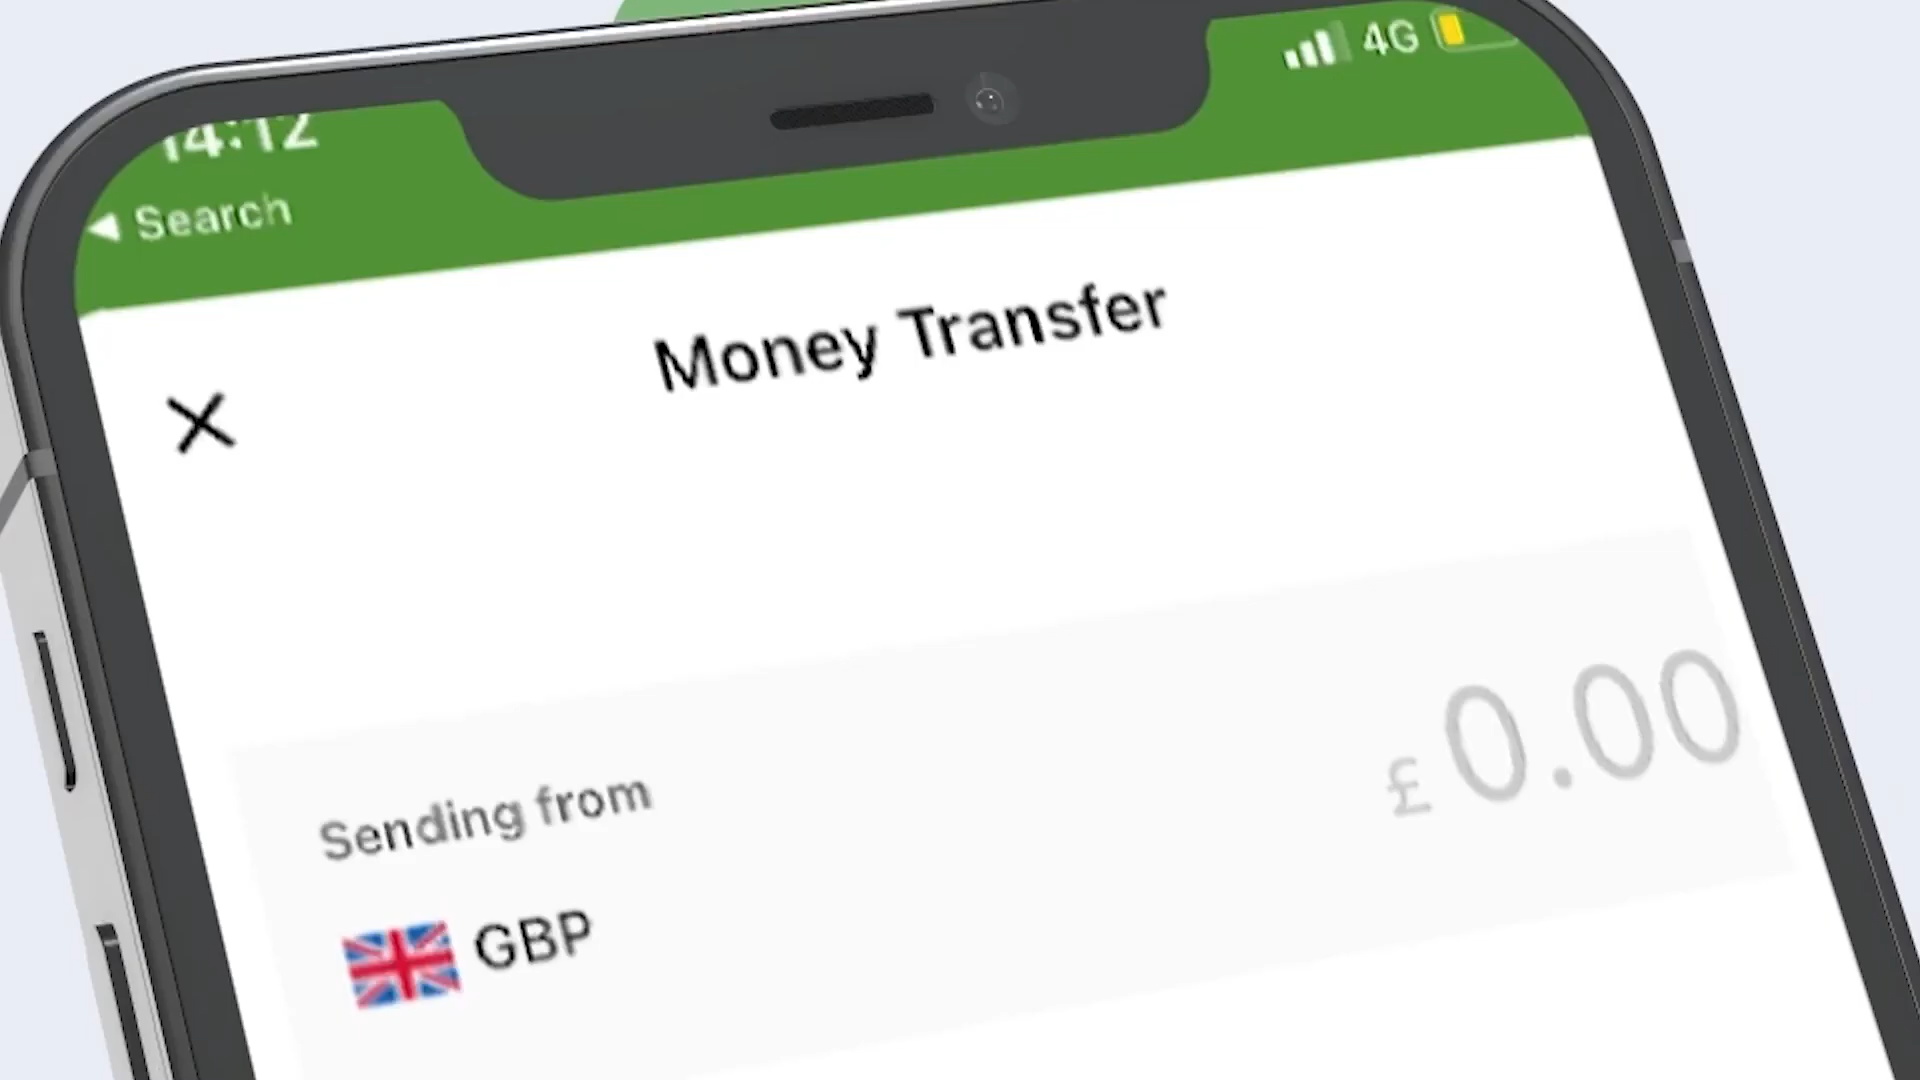 14:12
4G
Search
Money Transfer
£0.00
Sending from
GBP